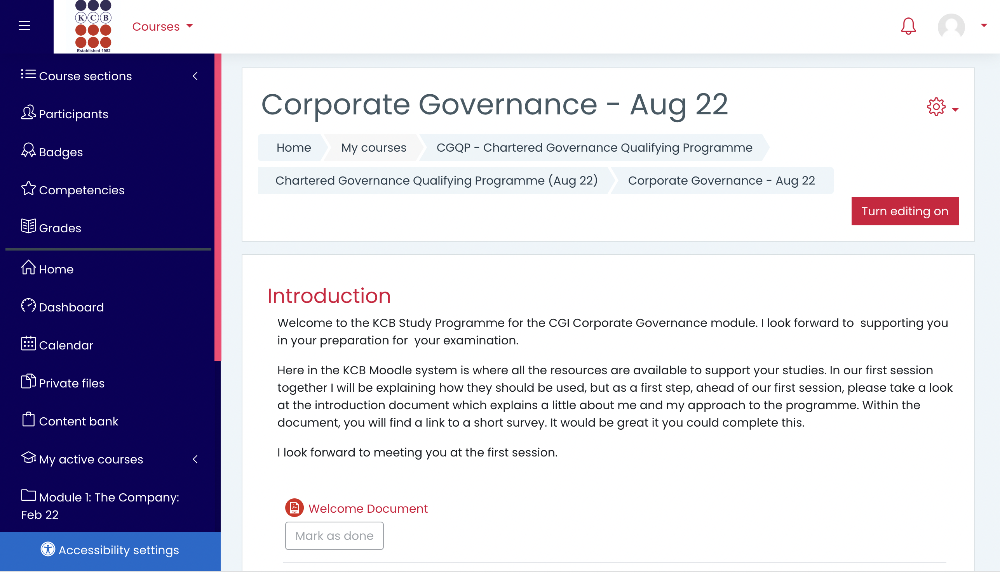 K C B
Established 1982
Courses
Course sections
Participants
Badges
Competencies
Grades
Home
Dashboard
Calendar
Private files
Content bank
My active courses
Module 1: The Company:
Feb 22
Accessibility settings
Corporate Governance - Aug 22
Home
My courses
CGQP - Chartered Governance Qualifying Programme
Chartered Governance Qualifying Programme (Aug 22)
Corporate Governance - Aug 22
Turn editing on
Introduction
Welcome to the KCB Study Programme for the CGI Corporate Governance module. I look forward to  supporting you
in your preparation for  your examination.
Here in the KCB Moodle system is where all the resources are available to support your studies. In our first session
together I will be explaining how they should be used, but as a first step, ahead of our first session, please take a look
at the introduction document which explains a little about me and my approach to the programme. Within the
document, you will find a link to a short survey. It would be great it you could complete this.
I look forward to meeting you at the first session.
PDF
Welcome Document
Mark as done